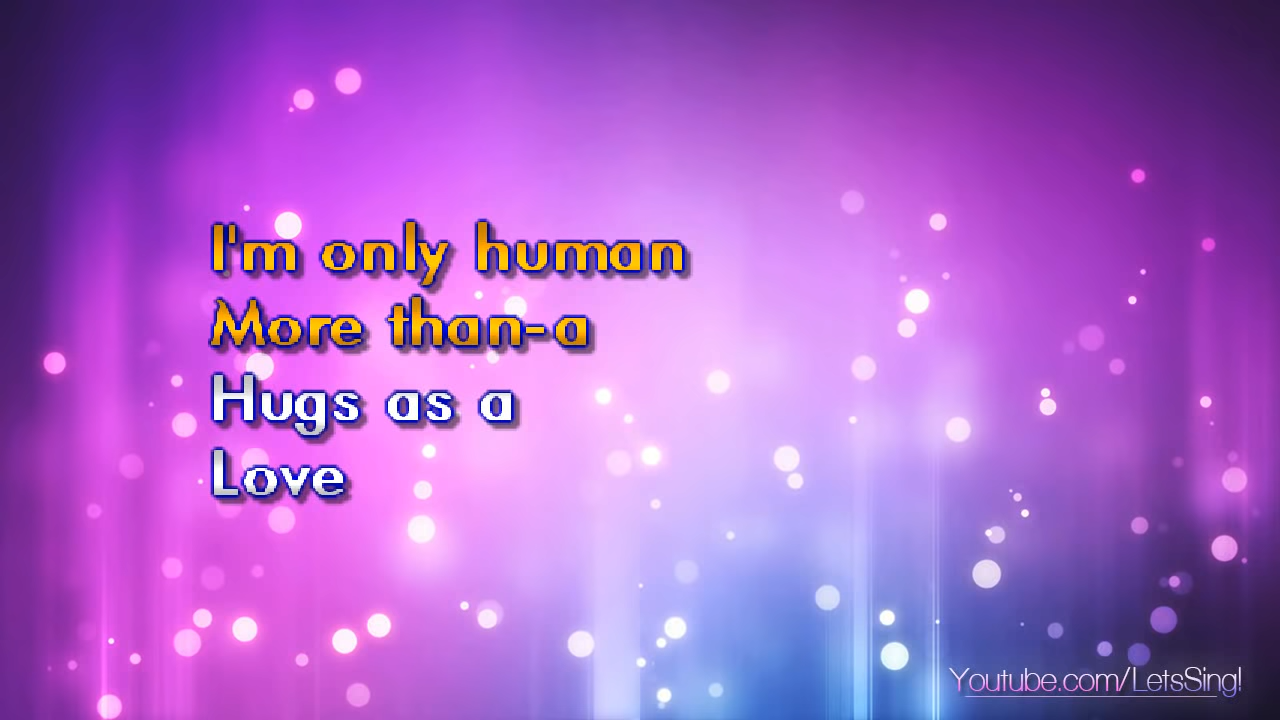 I'm only human
More than-a
Hugs as a
Love
Youtube.com/LetsSing!